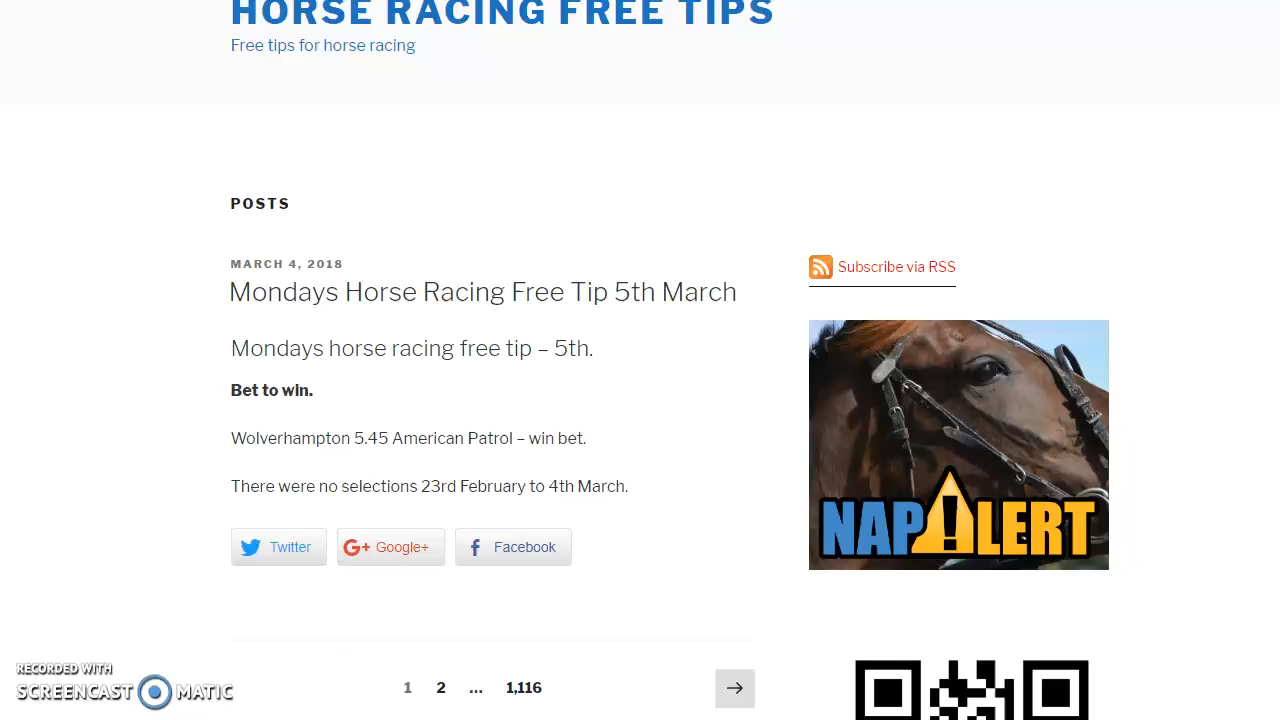 HORSE RACING FREE TIPS
Free tips for horse racing
POSTS
MARCH 4, 2018
Mondays Horse Racing Free Tip 5th March
Mondays horse racing free tip – 5th.
Bet to win.
Wolverhampton 5.45 American Patrol – win bet.
There were no selections 23rd February to 4th March.
Twitter
Google+
Facebook
1 2 … 1,116 →
Subscribe via RSS
NAP ALERT
RECORDED WITH
SCREENCAST MATIC